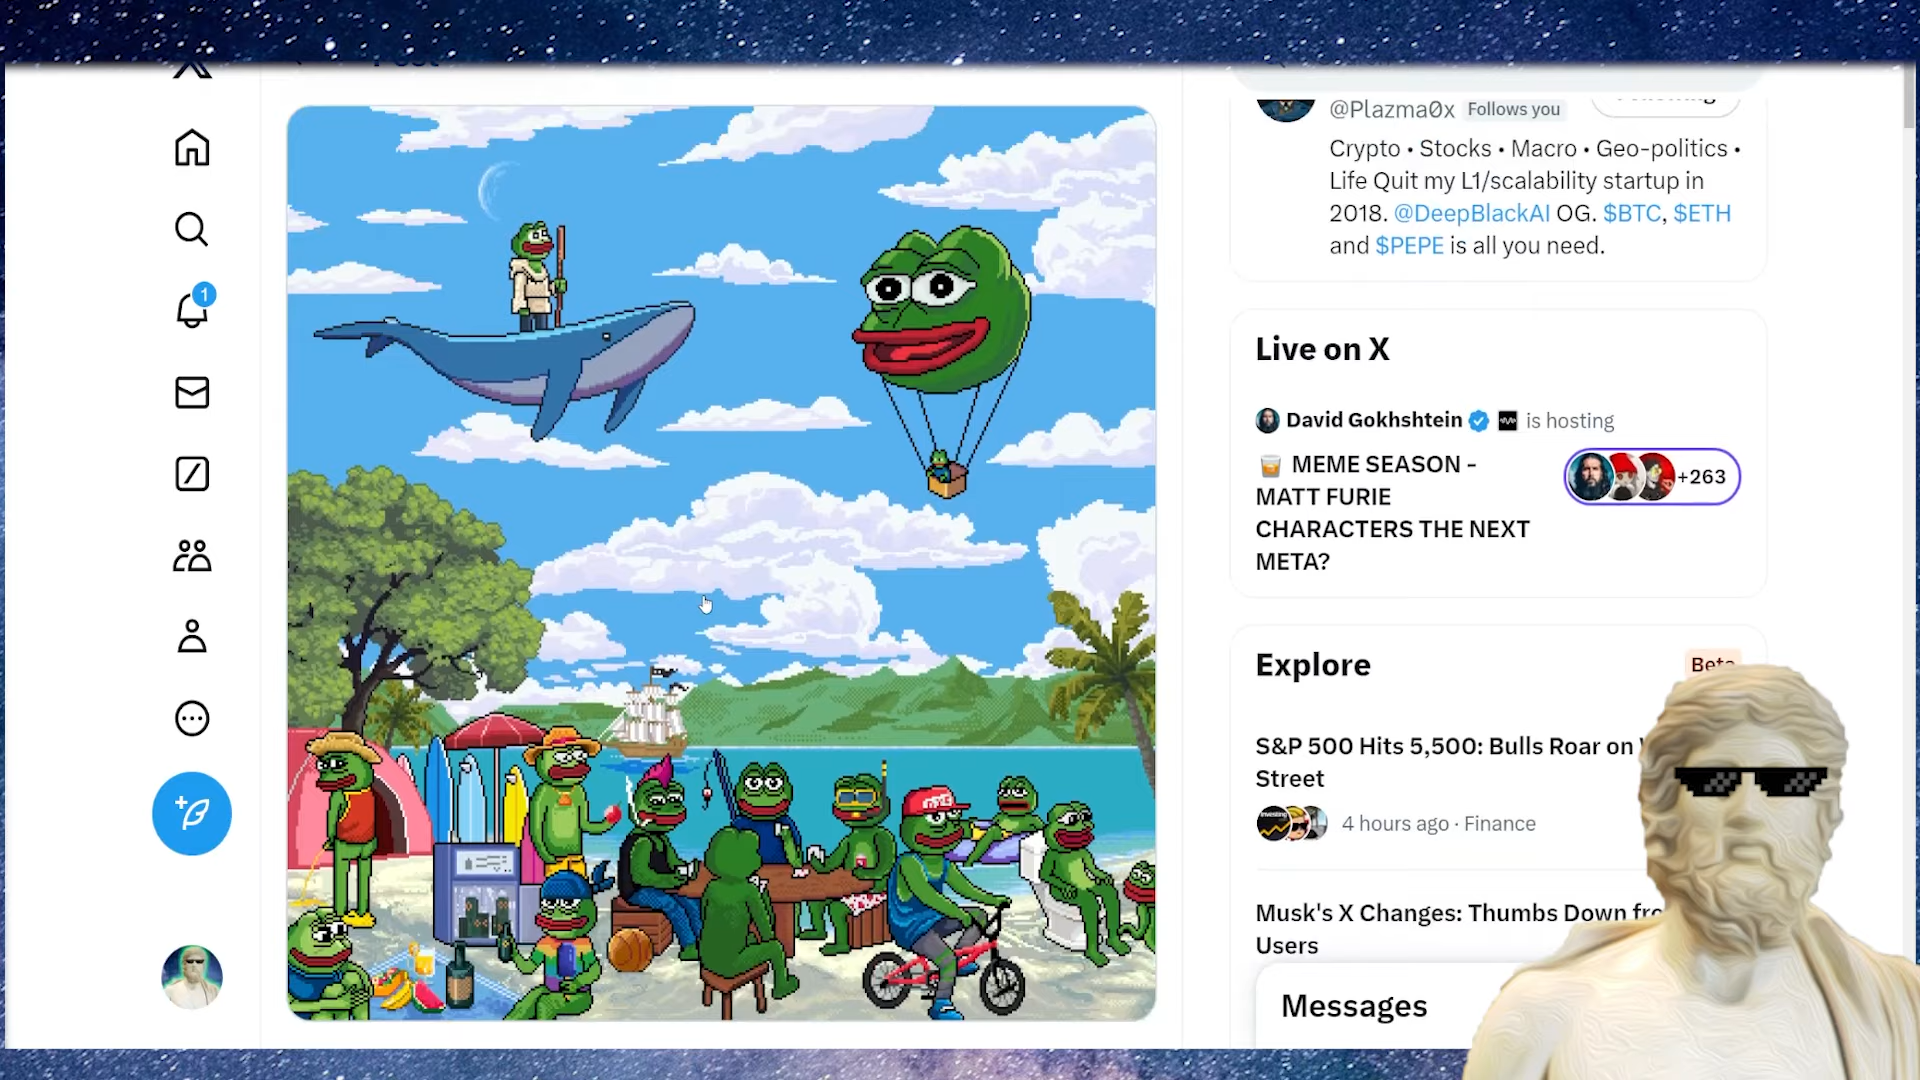 @Plazma0x Follows you
Crypto • Stocks • Macro • Geo-politics •
Life Quit my L1/scalability startup in
2018. @DeepBlackAI OG. $BTC, $ETH
and $PEPE is all you need.
1
Live on X
David Gokhshtein is hosting
MEME SEASON -
MATT FURIE
CHARACTERS THE NEXT
META?
+263
Explore
Beta
S&P 500 Hits 5,500: Bulls Roar on
Street
4 hours ago · Finance
Musk's X Changes: Thumbs Down
Users
Messages